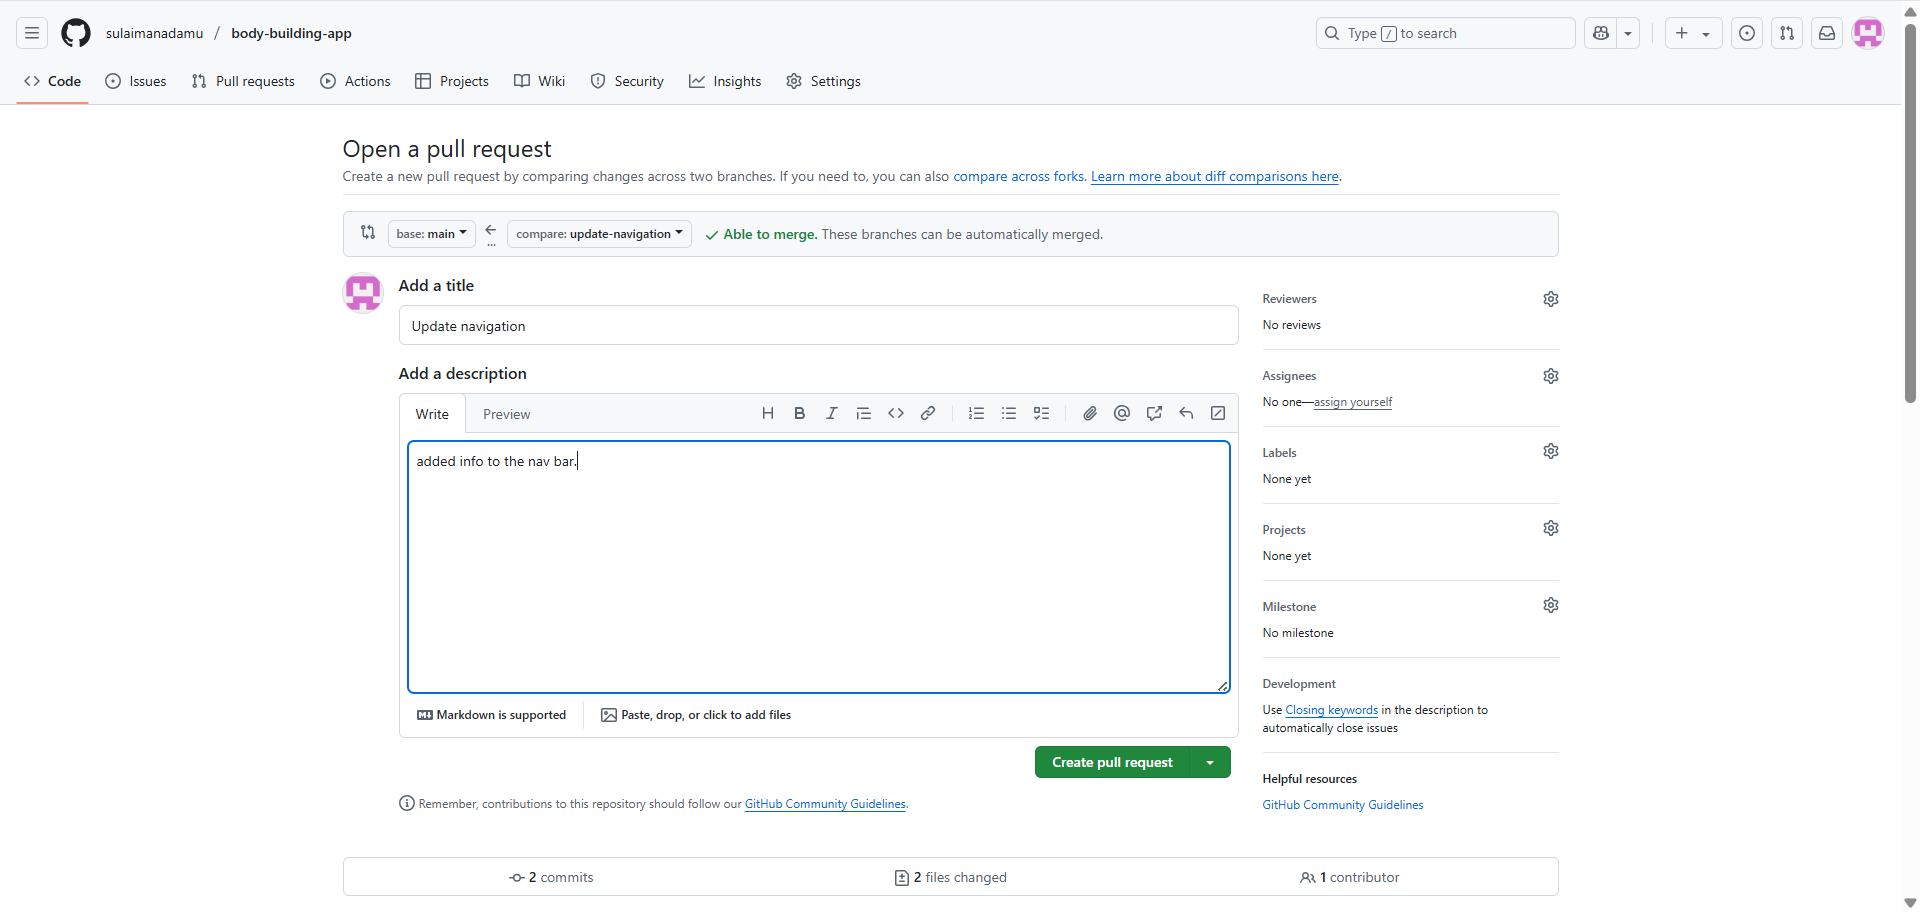 sulaimanadamu / body-building-app
Type / to search
Code
Issues
Pull requests
Actions
Projects
Wiki
Security
Insights
Settings
Open a pull request
Create a new pull request by comparing changes across two branches. If you need to, you can also compare across forks. Learn more about diff comparisons here.
base: main
...
compare: update-navigation
Able to merge. These branches can be automatically merged.
Add a title
Update navigation
Add a description
Write
Preview
added info to the nav bar.
Markdown is supported
Paste, drop, or click to add files
Create pull request
Remember, contributions to this repository should follow our GitHub Community Guidelines.
Reviewers
No reviews
Assignees
No one—assign yourself
Labels
None yet
Projects
None yet
Milestone
No milestone
Development
Use Closing keywords in the description to
automatically close issues
Helpful resources
GitHub Community Guidelines
2 commits
2 files changed
1 contributor